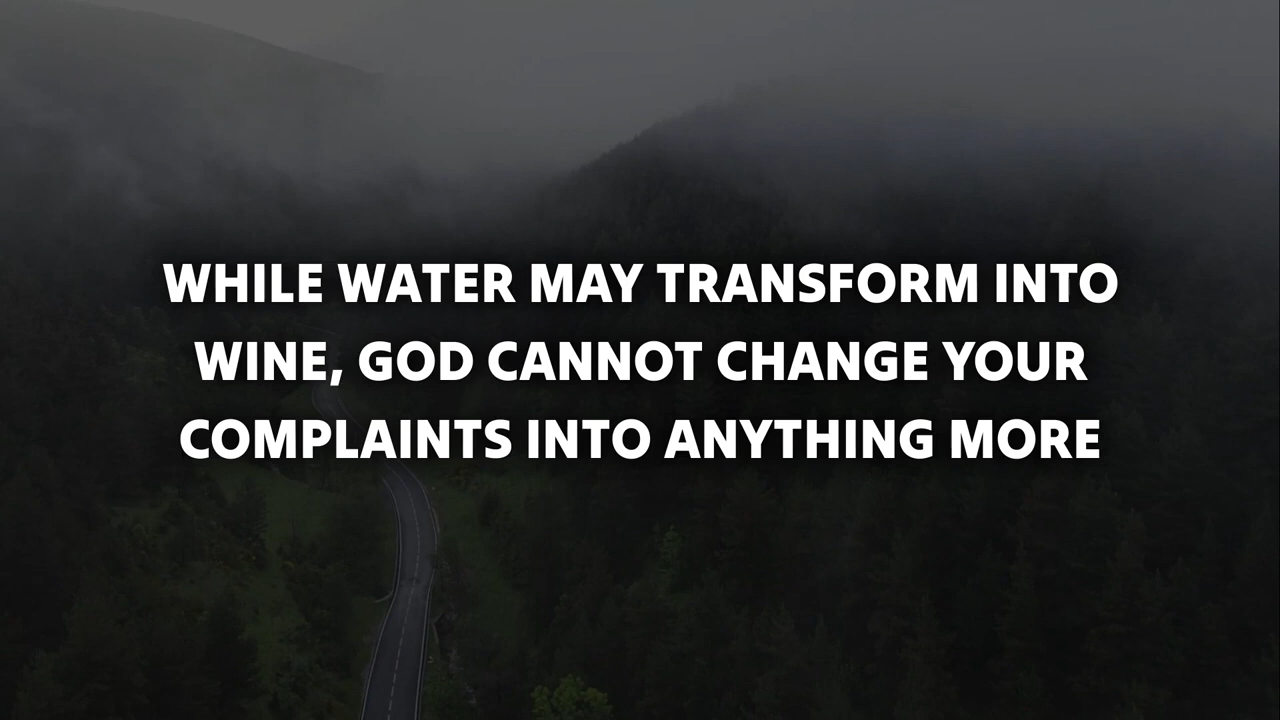 WHILE WATER MAY TRANSFORM INTO
WINE, GOD CANNOT CHANGE YOUR
COMPLAINTS INTO ANYTHING MORE